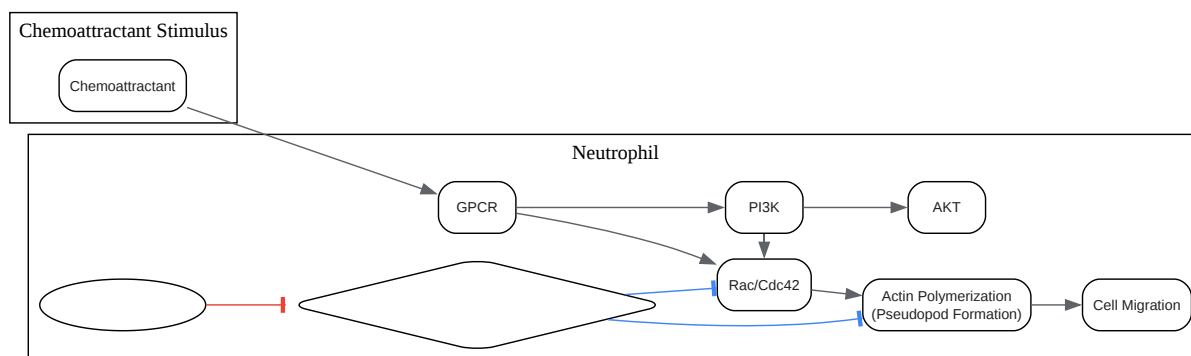 Chemoattractant Stimulus
Chemoattractant
Neutrophil
GPCR
PI3K
AKT
Rac/Cdc42
Actin Polymerization
(Pseudopod Formation)
Cell Migration